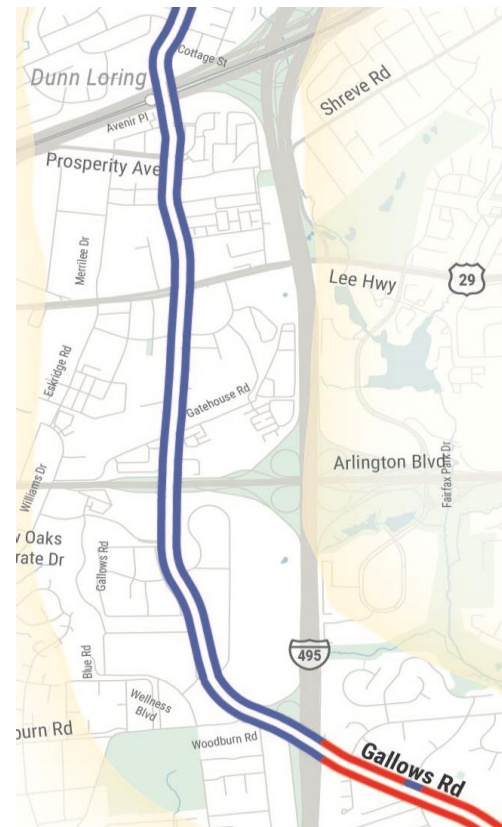 Cottage St
Dunn Loring
Shreve Rd
Avenir Pl
Prosperity Ave
Merrilee Dr
Lee Hwy
29
Eskridge Rd
Gatehouse Rd
Arlington Blvd
Fairfax Park Dr
Williams Dr
Oaks
rate Dr
Gallows Rd
495
Blue Rd
Wellness
Blvd
urn Rd
Woodburn Rd
Gallows Rd